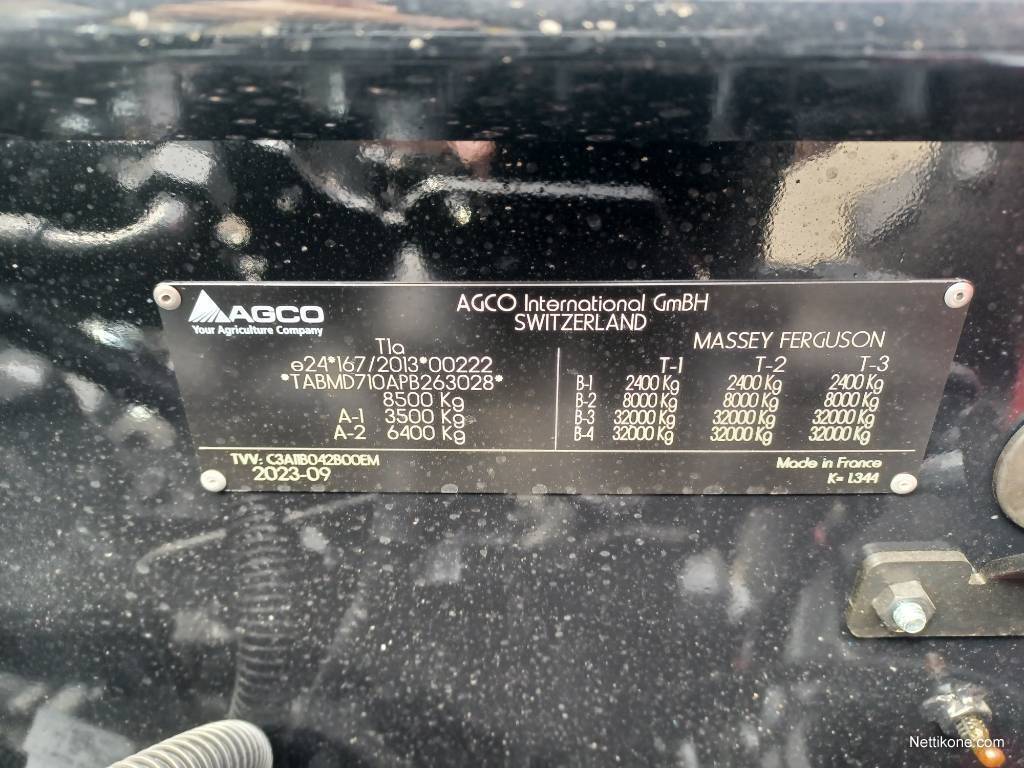 AGCO
Your Agriculture Company
AGCO International GmBH
SWITZERLAND
MASSEY FERGUSON
T1a
e24*167/2013*00222
*TABMD710APB263028*
8500 Kg
A-1 3500 Kg
A-2 6400 Kg
T-1 T-2 T-3
B-1 2400 Kg 2400 Kg 2400 Kg
B-2 8000 Kg 8000 Kg 8000 Kg
B-3 32000 Kg 32000 Kg 32000 Kg
B-4 32000 Kg 32000 Kg 32000 Kg
TVV: C3A11B042B00EM
2023-09
Made in France
K= 1.344
Nettikone.com